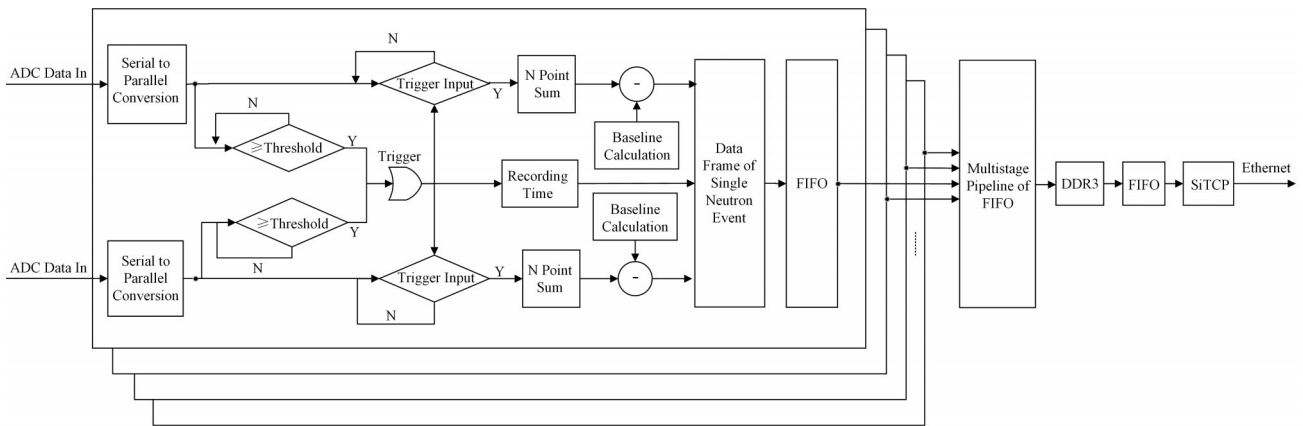 ADC Data In
Serial to
Parallel
Conversion
N
Trigger Input
Y
N Point
Sum
-
Baseline
Calculation
N
≥Threshold
Y
Trigger
Recording
Time
≥Threshold
Y
N
Baseline
Calculation
ADC Data In
Serial to
Parallel
Conversion
Trigger Input
Y
N
N Point
Sum
-
Data
Frame of
Single
Neutron
Event
FIFO
Multistage
Pipeline of
FIFO
DDR3
FIFO
SiTCP
Ethernet